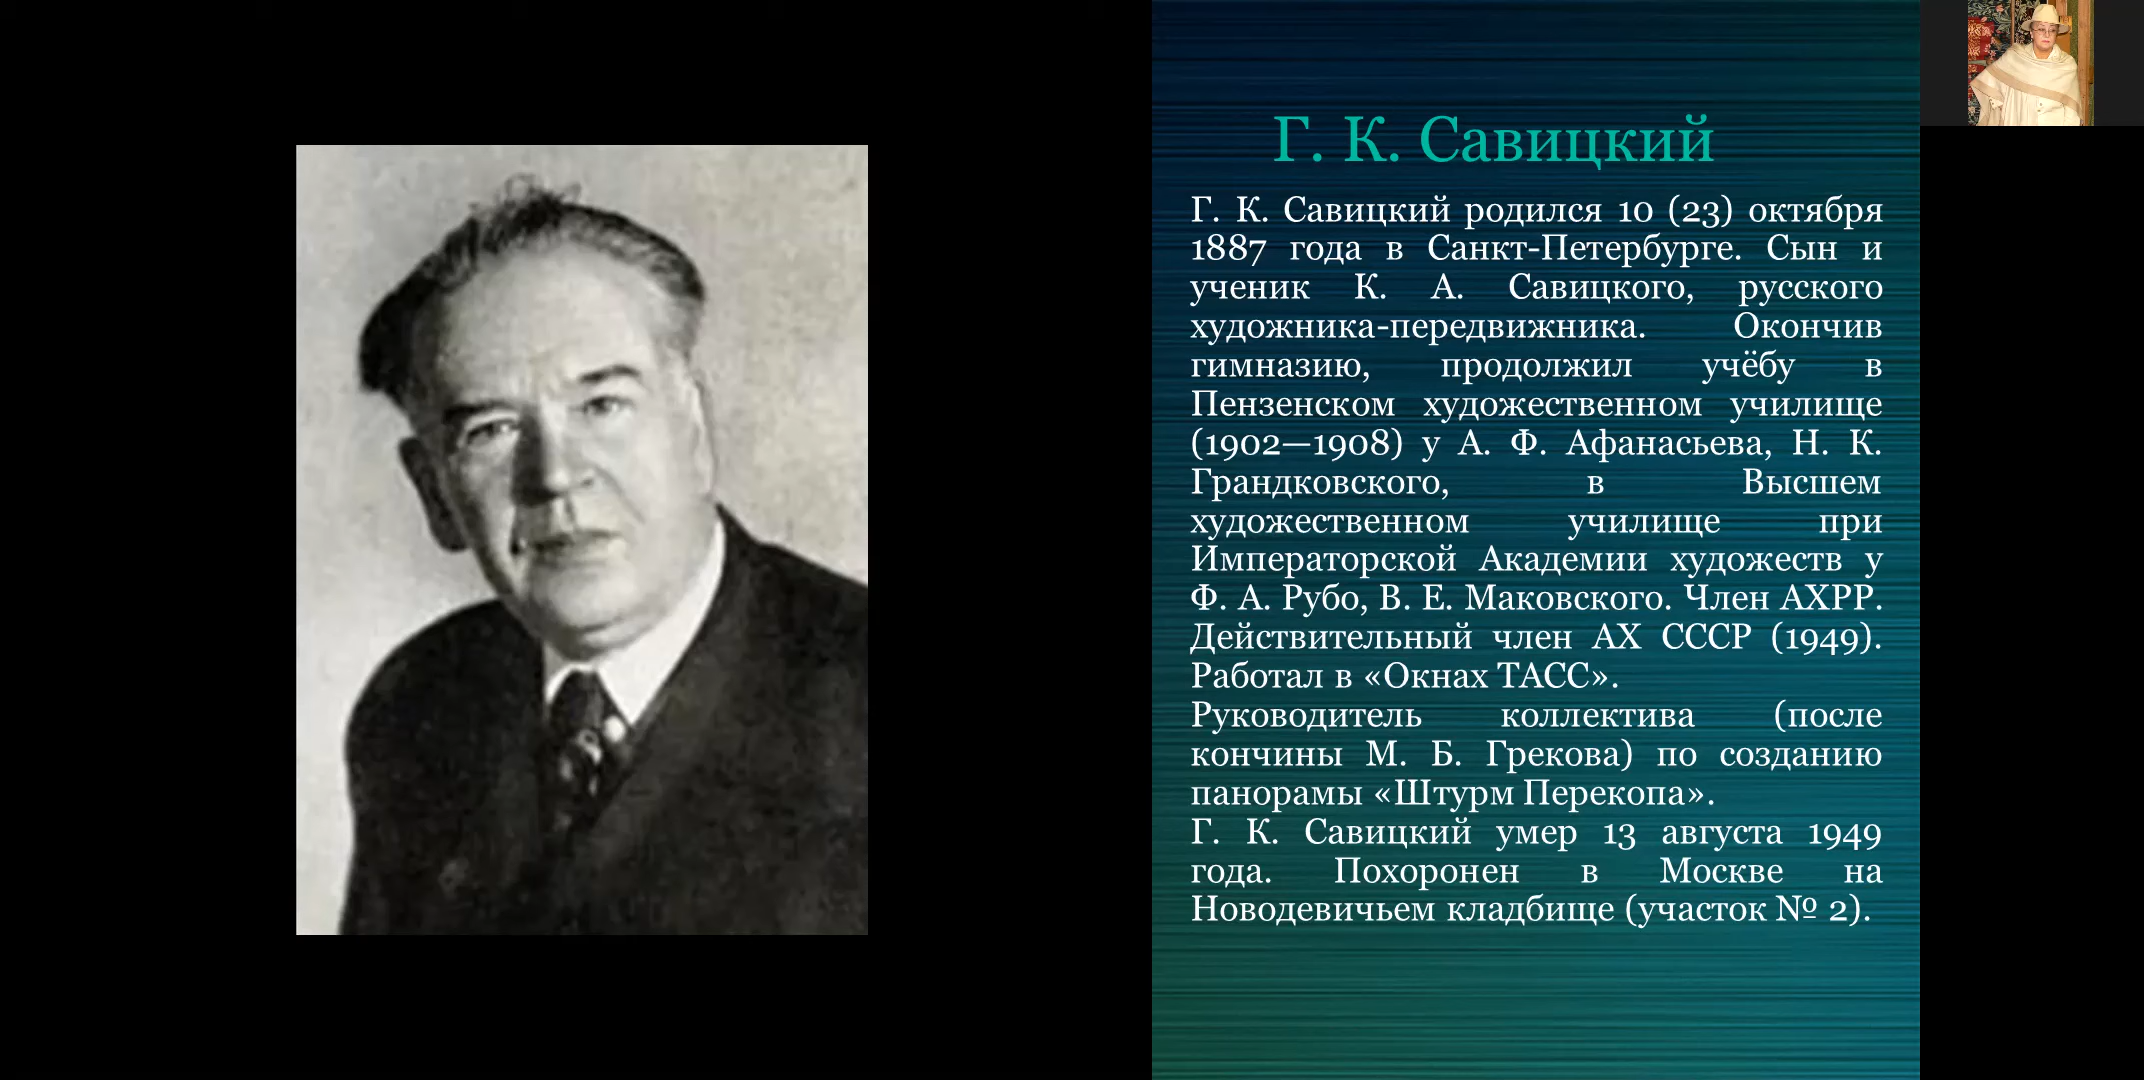 Г. К. Савицкий
Г. К. Савицкий родился 10 (23) октября
1887 года в Санкт-Петербурге. Сын и
ученик К. А. Савицкого, русского
художника-передвижника. Окончив
гимназию, продолжил учёбу в
Пензенском художественном училище
(1902—1908) у А. Ф. Афанасьева, Н. К.
Грандковского, в Высшем
художественном училище при
Императорской Академии художеств у
Ф. А. Рубо, В. Е. Маковского. Член АХРР.
Действительный член АХ СССР (1949).
Работал в «Окнах ТАСС».
Руководитель коллектива (после
кончины М. Б. Грекова) по созданию
панорамы «Штурм Перекопа».
Г. К. Савицкий умер 13 августа 1949
года. Похоронен в Москве на
Новодевичьем кладбище (участок № 2).